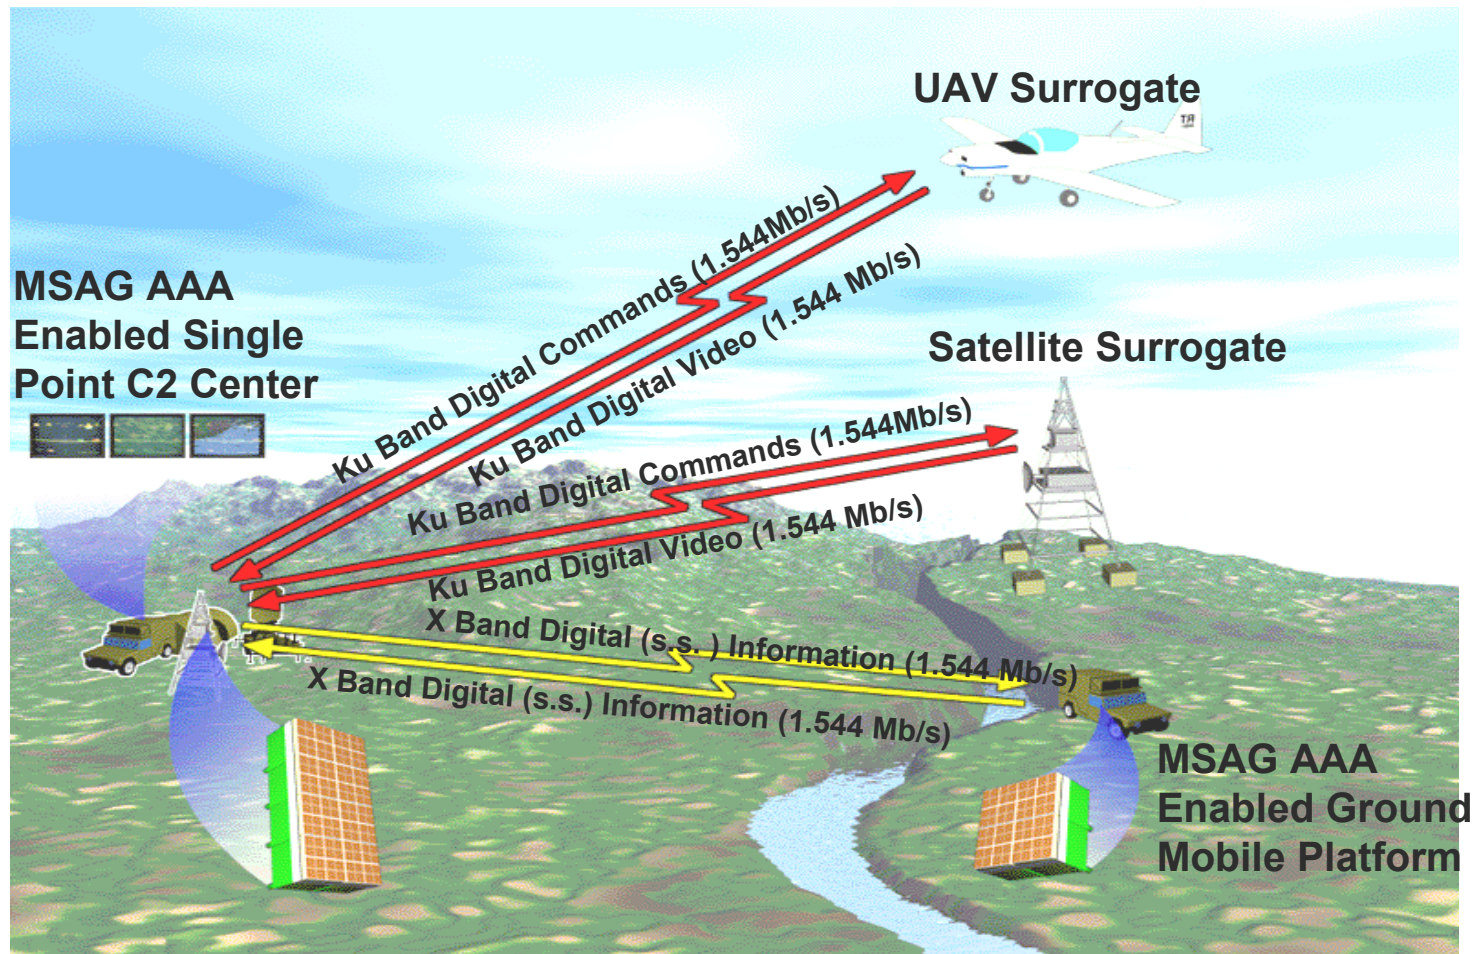 UAV Surrogate
MSAG AAA
Enabled Single
Point C2 Center
Satellite Surrogate
Ku Band Digital Commands (1.544Mb/s)
Ku Band Digital Video (1.544 Mb/s)
Ku Band Digital Commands (1.544Mb/s)
Ku Band Digital Video (1.544 Mb/s)
X Band Digital (s.s. ) Information (1.544 Mb/s)
X Band Digital (s.s.) Information (1.544 Mb/s)
MSAG AAA
Enabled Ground
Mobile Platform